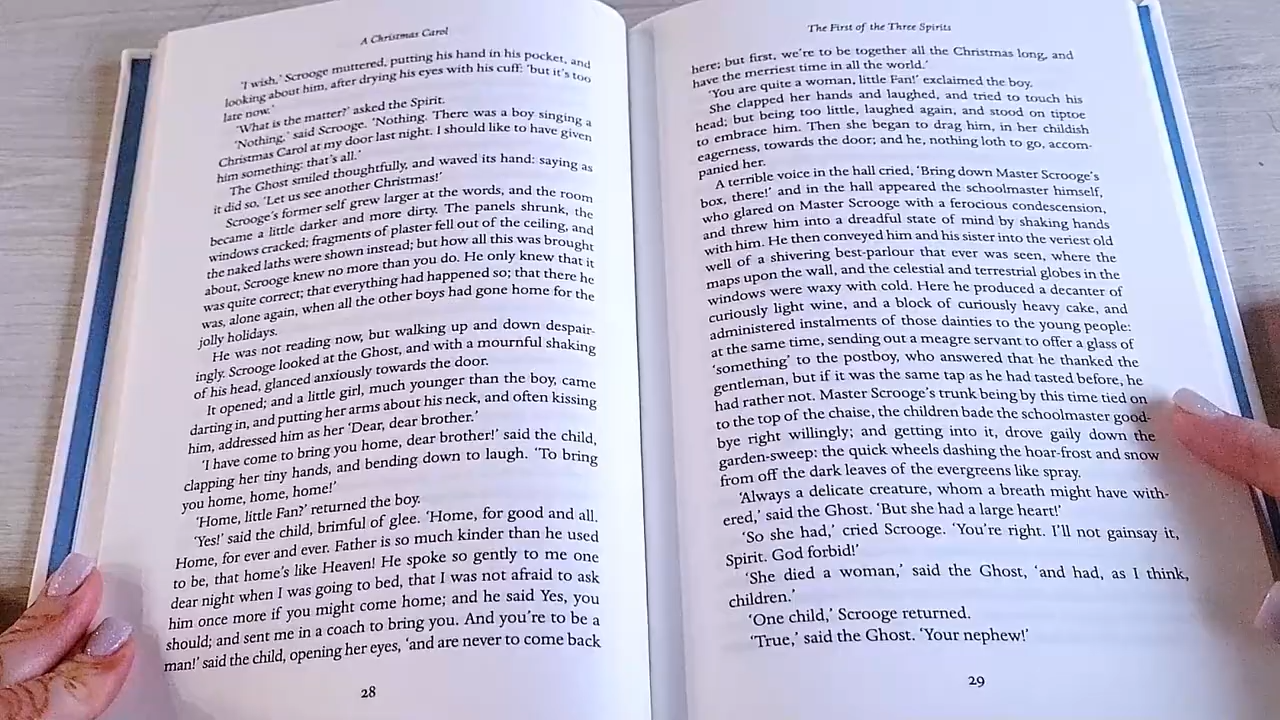 A Christmas Carol
'I wish,' Scrooge muttered, putting his hand in his pocket, and
looking about him, after drying his eyes with his cuff: 'but it's too
late now.'
'What is the matter?' asked the Spirit.
'Nothing,' said Scrooge. 'Nothing. There was a boy singing a
Christmas Carol at my door last night. I should like to have given
him something: that's all.'
The Ghost smiled thoughtfully, and waved its hand: saying as
it did so, 'Let us see another Christmas!'
Scrooge's former self grew larger at the words, and the room
became a little darker and more dirty. The panels shrunk, the
windows cracked; fragments of plaster fell out of the ceiling, and
the naked laths were shown instead; but how all this was brought
about, Scrooge knew no more than you do. He only knew that it
was quite correct; that everything had happened so; that there he
was, alone again, when all the other boys had gone home for the
jolly holidays.
He was not reading now, but walking up and down despair-
ingly. Scrooge looked at the Ghost, and with a mournful shaking
of his head, glanced anxiously towards the door.
It opened; and a little girl, much younger than the boy, came
darting in, and putting her arms about his neck, and often kissing
him, addressed him as her 'Dear, dear brother.'
'I have come to bring you home, dear brother!' said the child,
clapping her tiny hands, and bending down to laugh. 'To bring
you home, home, home!'
'Home, little Fan?' returned the boy.
'Yes!' said the child, brimful of glee. 'Home, for good and all.
Home, for ever and ever. Father is so much kinder than he used
to be, that home's like Heaven! He spoke so gently to me one
dear night when I was going to bed, that I was not afraid to ask
him once more if you might come home; and he said Yes, you
should; and sent me in a coach to bring you. And you're to be a
man!' said the child, opening her eyes, 'and are never to come back
28
The First of the Three Spirits
here; but first, we're to be together all the Christmas long, and
have the merriest time in all the world.'
'You are quite a woman, little Fan!' exclaimed the boy.
She clapped her hands and laughed, and tried to touch his
head; but being too little, laughed again, and stood on tiptoe
to embrace him. Then she began to drag him, in her childish
eagerness, towards the door; and he, nothing loth to go, accom-
panied her.
A terrible voice in the hall cried, 'Bring down Master Scrooge's
box, there!' and in the hall appeared the schoolmaster himself,
who glared on Master Scrooge with a ferocious condescension,
and threw him into a dreadful state of mind by shaking hands
with him. He then conveyed him and his sister into the veriest old
well of a shivering best-parlour that ever was seen, where the
maps upon the wall, and the celestial and terrestrial globes in the
windows were waxy with cold. Here he produced a decanter of
curiously light wine, and a block of curiously heavy cake, and
administered instalments of those dainties to the young people:
at the same time, sending out a meagre servant to offer a glass of
'something' to the postboy, who answered that he thanked the
gentleman, but if it was the same tap as he had tasted before, he
had rather not. Master Scrooge's trunk being by this time tied on
to the top of the chaise, the children bade the schoolmaster good-
bye right willingly; and getting into it, drove gaily down the
garden-sweep: the quick wheels dashing the hoar-frost and snow
from off the dark leaves of the evergreens like spray.
'Always a delicate creature, whom a breath might have with-
ered,' said the Ghost. 'But she had a large heart!'
'So she had,' cried Scrooge. 'You're right. I'll not gainsay it,
Spirit. God forbid!'
'She died a woman,' said the Ghost, 'and had, as I think,
children.'
'One child,' Scrooge returned.
'True,' said the Ghost. 'Your nephew!'
29